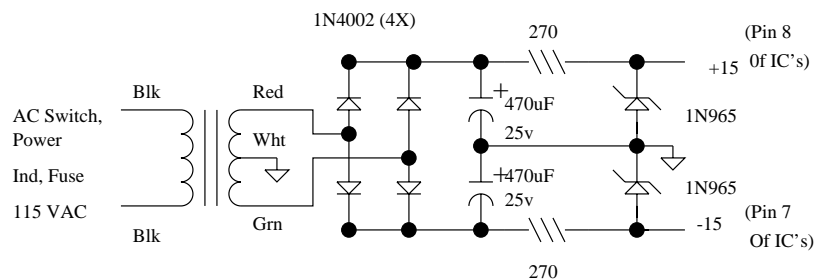 1N4002 (4X)
270
(Pin 8
0f IC's)
+15
Blk
Red
AC Switch,
Power
Wht
+
470uF
25v
1N965
Ind, Fuse
+
470uF
25v
1N965
115 VAC
Blk
Grn
-15
(Pin 7
Of IC's)
270